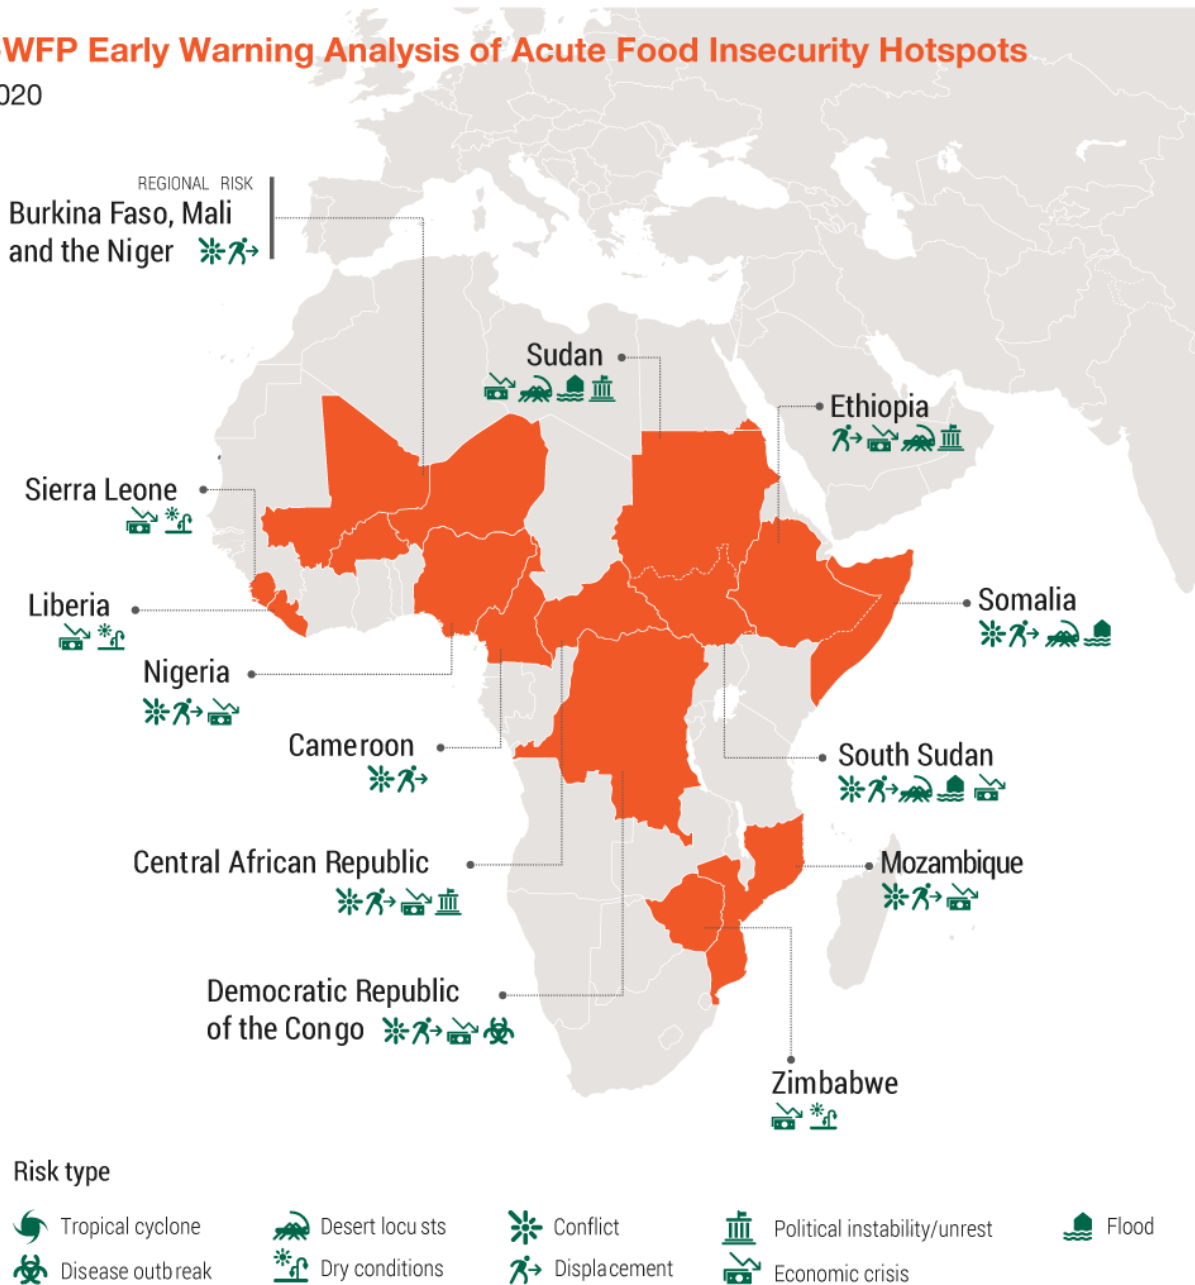 -WFP Early Warning Analysis of Acute Food Insecurity Hotspots
020
REGIONAL RISK
Burkina Faso, Mali
and the Niger
Sudan
Ethiopia
Sierra Leone
Liberia
Somalia
Nigeria
Cameroon
South Sudan
Central African Republic
Mozambique
Democratic Republic
of the Congo
Zimbabwe
Risk type
Tropical cyclone
Desert locusts
Conflict
Political instability/unrest
Flood
Disease outbreak
Dry conditions
Displacement
Economic crisis